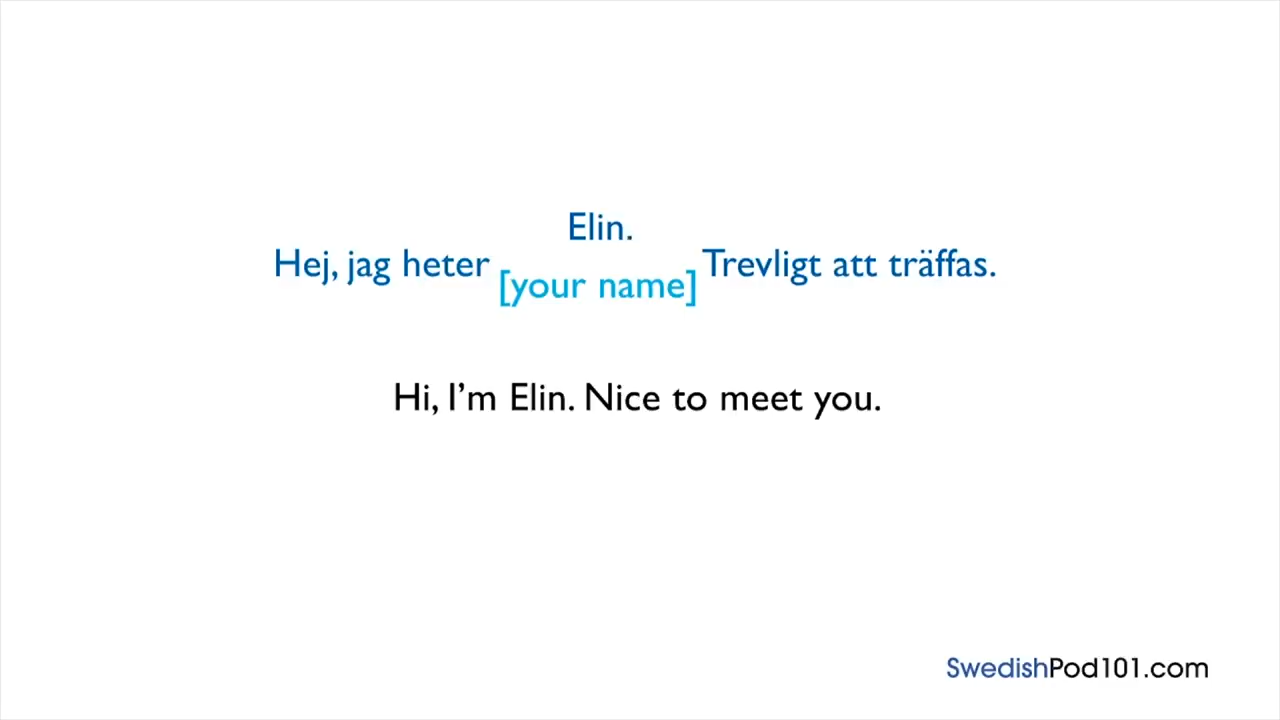 Elin.
Hej, jag heter [your name] Trevligt att träffas.
Hi, I’m Elin. Nice to meet you.
SwedishPod101.com